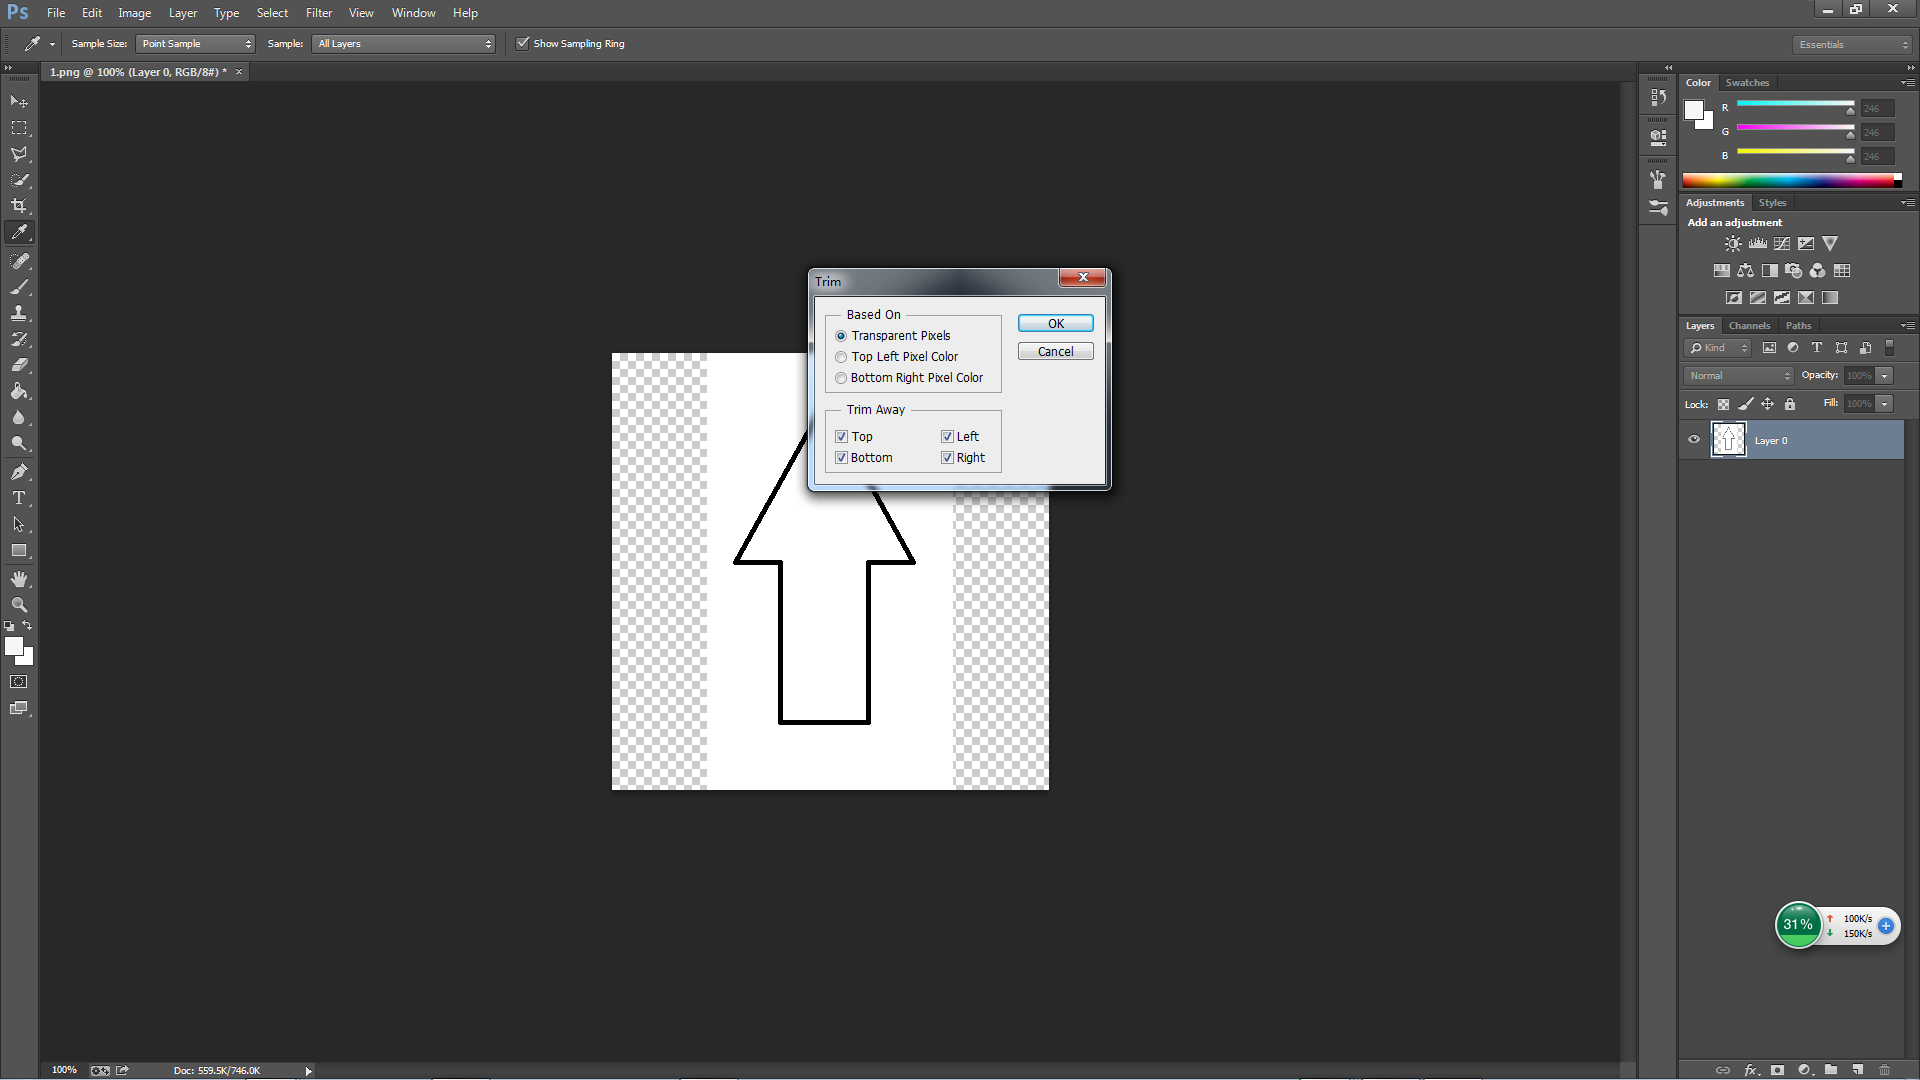 Ps File Edit Image Layer Type Select Filter View Window Help
Sample Size: Point Sample Sample: All Layers Show Sampling Ring Essentials
1.png @ 100% (Layer 0, RGB/8#) * ×
Color Swatches
R 246
G 246
B 246
Adjustments Styles
Add an adjustment
Trim
Based On
Transparent Pixels
Top Left Pixel Color
Bottom Right Pixel Color
OK
Cancel
Trim Away
Top Left
Bottom Right
Layers Channels Paths
Kind
Normal Opacity: 100%
Lock: Fill: 100%
Layer 0
T
31% 100K/s
150K/s
100% Doc: 559.5K/746.0K
fx